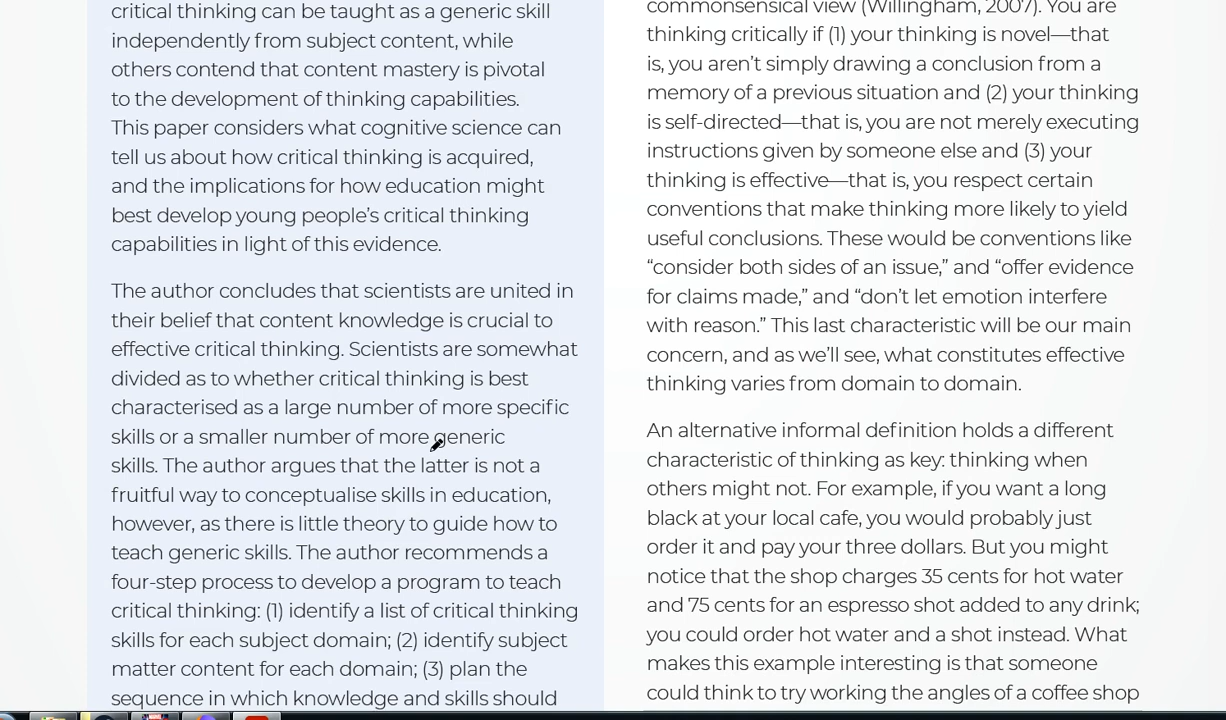 critical thinking can be taught as a generic skill
independently from subject content, while
others contend that content mastery is pivotal
to the development of thinking capabilities.
This paper considers what cognitive science can
tell us about how critical thinking is acquired,
and the implications for how education might
best develop young people’s critical thinking
capabilities in light of this evidence.
The author concludes that scientists are united in
their belief that content knowledge is crucial to
effective critical thinking. Scientists are somewhat
divided as to whether critical thinking is best
characterised as a large number of more specific
skills or a smaller number of more generic
skills. The author argues that the latter is not a
fruitful way to conceptualise skills in education,
however, as there is little theory to guide how to
teach generic skills. The author recommends a
four-step process to develop a program to teach
critical thinking: (1) identify a list of critical thinking
skills for each subject domain; (2) identify subject
matter content for each domain; (3) plan the
sequence in which knowledge and skills should
commonsensical view (Willingham, 2007). You are
thinking critically if (1) your thinking is novel—that
is, you aren’t simply drawing a conclusion from a
memory of a previous situation and (2) your thinking
is self-directed—that is, you are not merely executing
instructions given by someone else and (3) your
thinking is effective—that is, you respect certain
conventions that make thinking more likely to yield
useful conclusions. These would be conventions like
“consider both sides of an issue,” and “offer evidence
for claims made,” and “don’t let emotion interfere
with reason.” This last characteristic will be our main
concern, and as we’ll see, what constitutes effective
thinking varies from domain to domain.
An alternative informal definition holds a different
characteristic of thinking as key: thinking when
others might not. For example, if you want a long
black at your local cafe, you would probably just
order it and pay your three dollars. But you might
notice that the shop charges 35 cents for hot water
and 75 cents for an espresso shot added to any drink;
you could order hot water and a shot instead. What
makes this example interesting is that someone
could think to try working the angles of a coffee shop